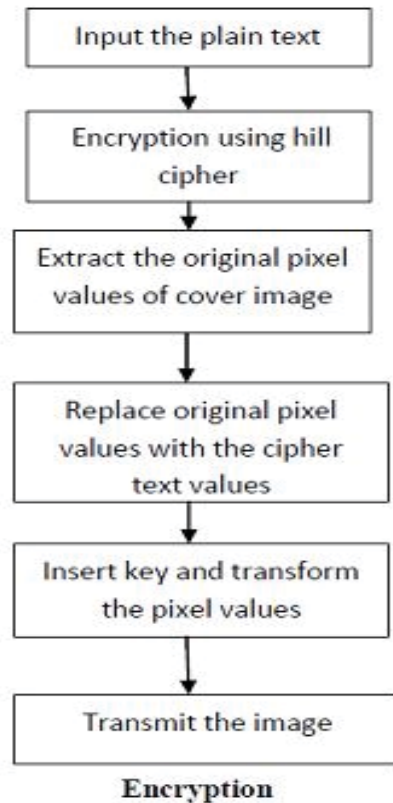 Input the plain text
Encryption using hill
cipher
Extract the original pixel
values of cover image
Replace original pixel
values with the cipher
text values
Insert key and transform
the pixel values
Transmit the image
Encryption